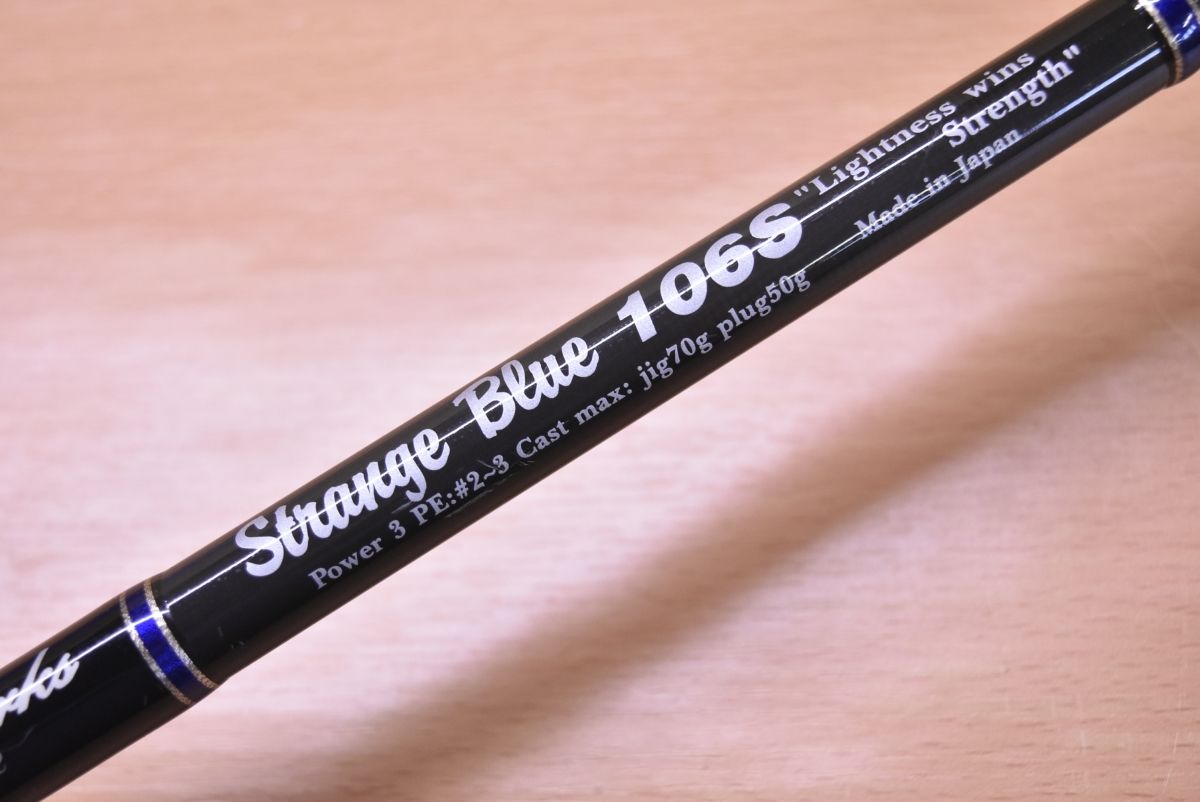 Strange Blue 106S
Power 3 PE:#2~3 Cast max: jig70g plug50g
"Lightness wins
Strength"
Made in Japan